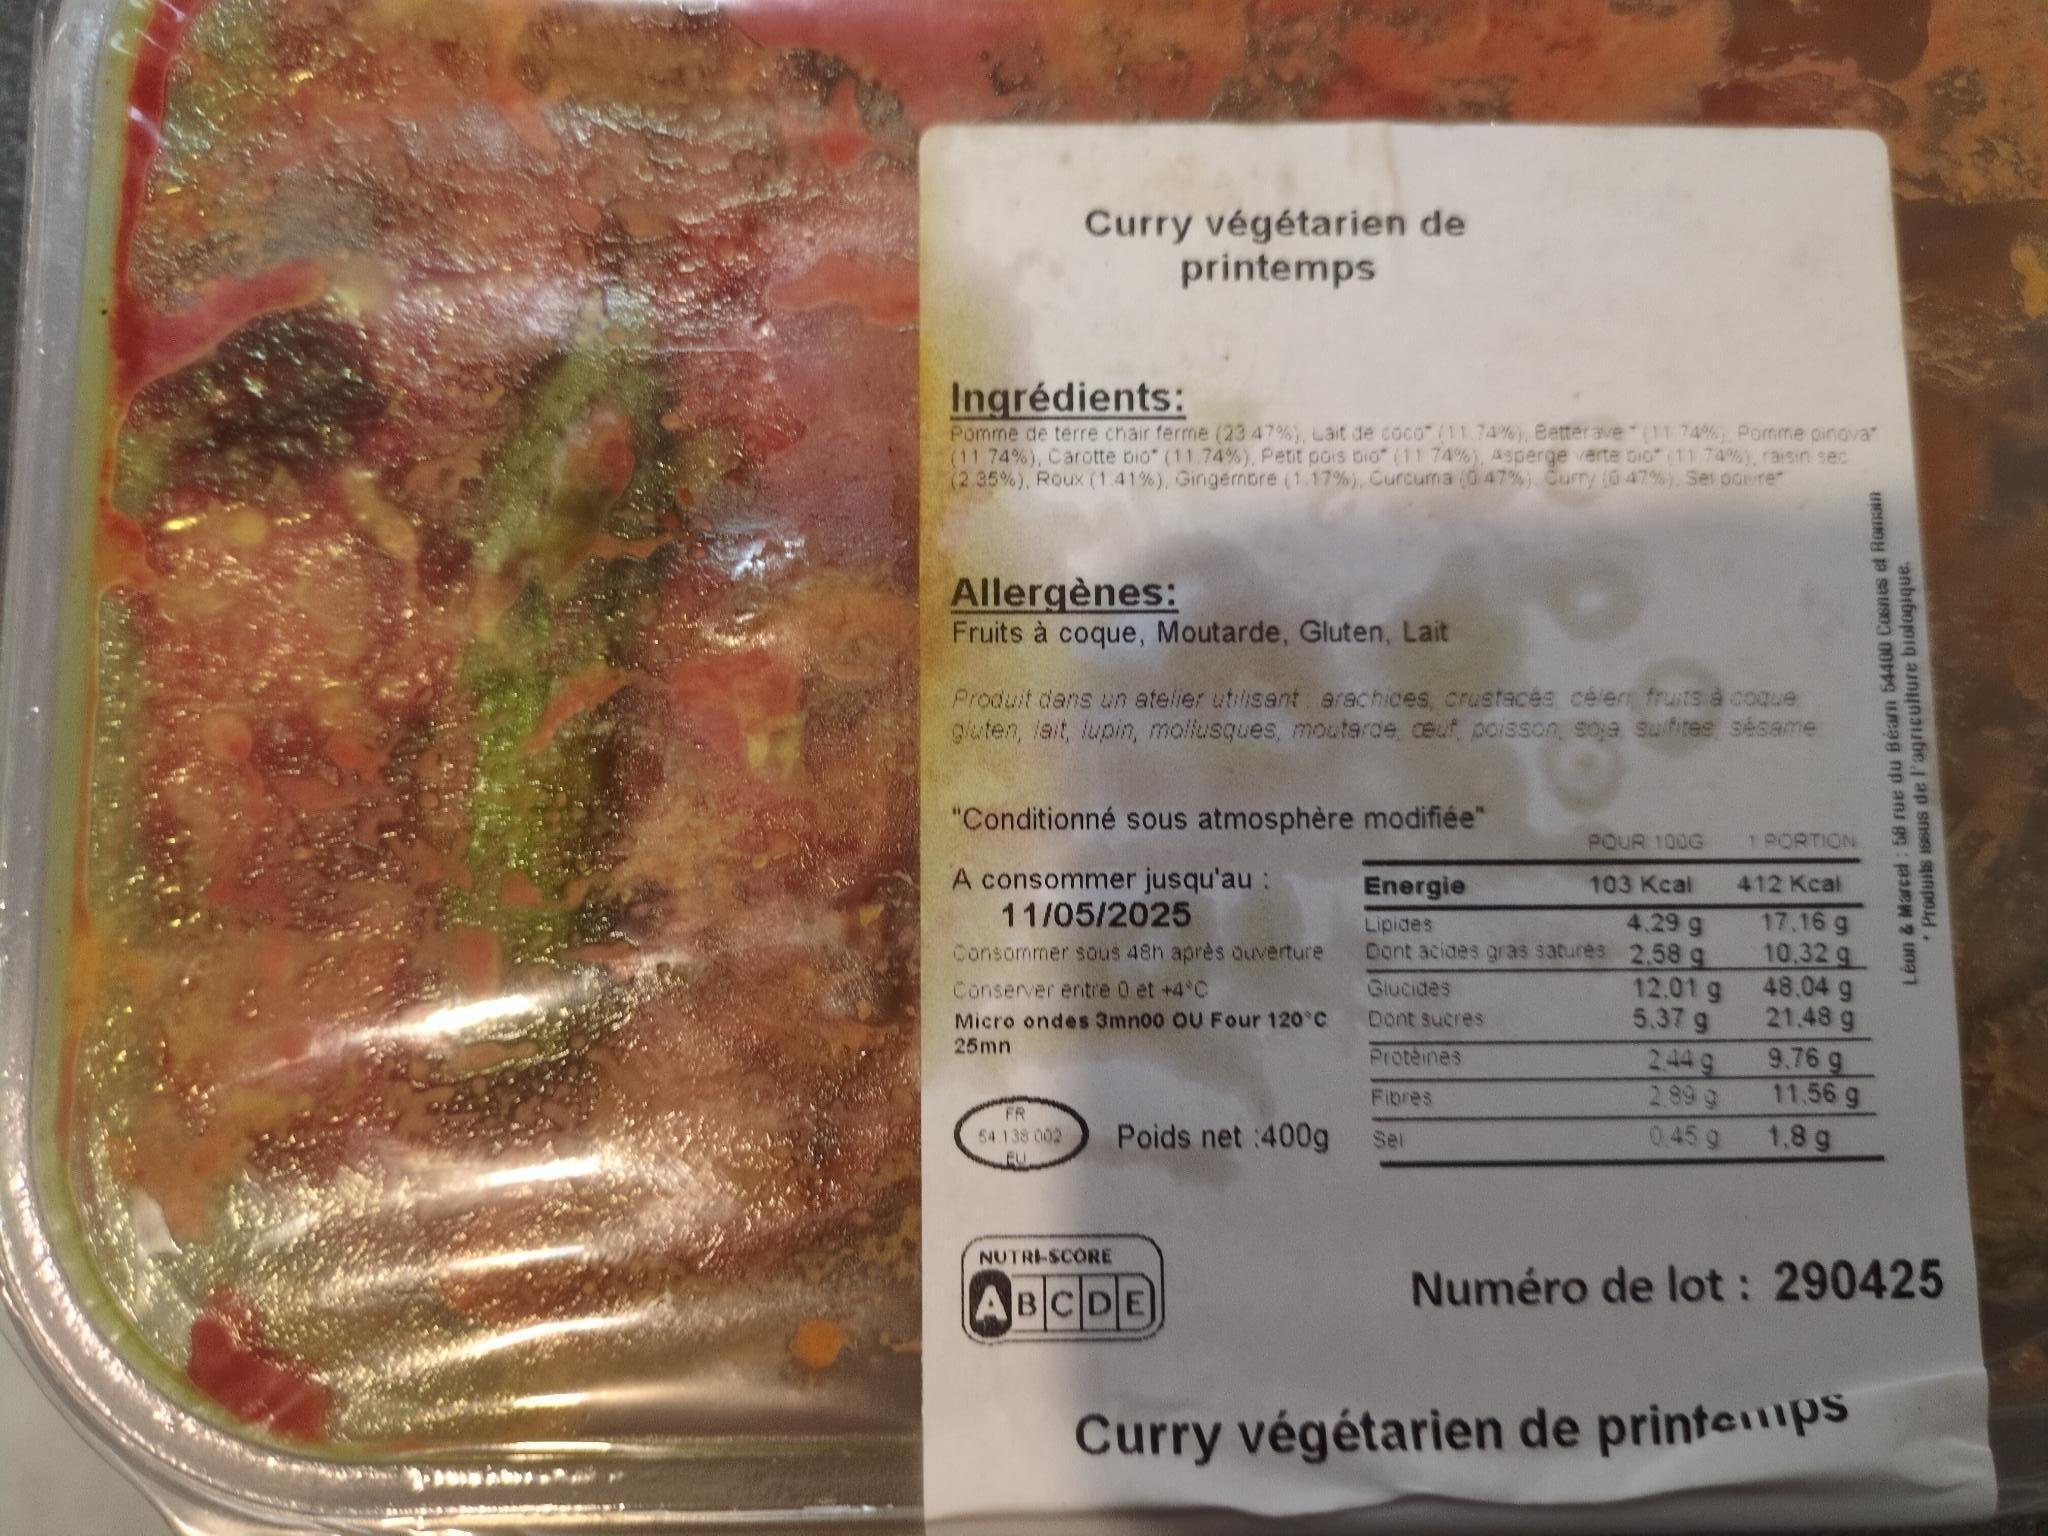 Curry végétarien de
printemps
Ingrédients:
Pomme de terre chair ferme (23.47%), Lait de coco* (11.74%), Betterave * (11.74%), Pomme pinova*
(11.74%), Carotte bio* (11.74%), Petit pois bio* (11.74%), Asperge verte bio* (11.74%), raisin sec
(2.35%), Roux (1.41%), Gingembre (1.17%), Curcuma (0.47%), Curry (0.47%), Sel poivre*
Allergènes:
Fruits à coque, Moutarde, Gluten, Lait
Produit dans un atelier utilisant : arachides, crustacés, céleri, fruits à coque,
gluten, lait, lupin, mollusques, moutarde, œuf, poisson, soja, sulfites, sésame
"Conditionné sous atmosphère modifiée"
A consommer jusqu'au :
11/05/2025
Consommer sous 48h après ouverture
Conserver entre 0 et +4°C
Micro ondes 3mn00 OU Four 120°C
25mn
FR
54.138.002
EU
Poids net :400g
POUR 100G 1 PORTION
Energie 103 Kcal 412 Kcal
Lipides 4.29 g 17.16 g
Dont acides gras saturés 2.58 g 10.32 g
Glucides 12.01 g 48.04 g
Dont sucres 5.37 g 21.48 g
Protéines 2.44 g 9.76 g
Fibres 2.89 g 11.56 g
Sel 0.45 g 1.8 g
Léon & Marcel : 58 rue du Béarn 54400 Cosnes et Romain
* Produits issus de l'agriculture biologique.
NUTRI-SCORE
A B C D E
Numéro de lot : 290425
Curry végétarien de printemps